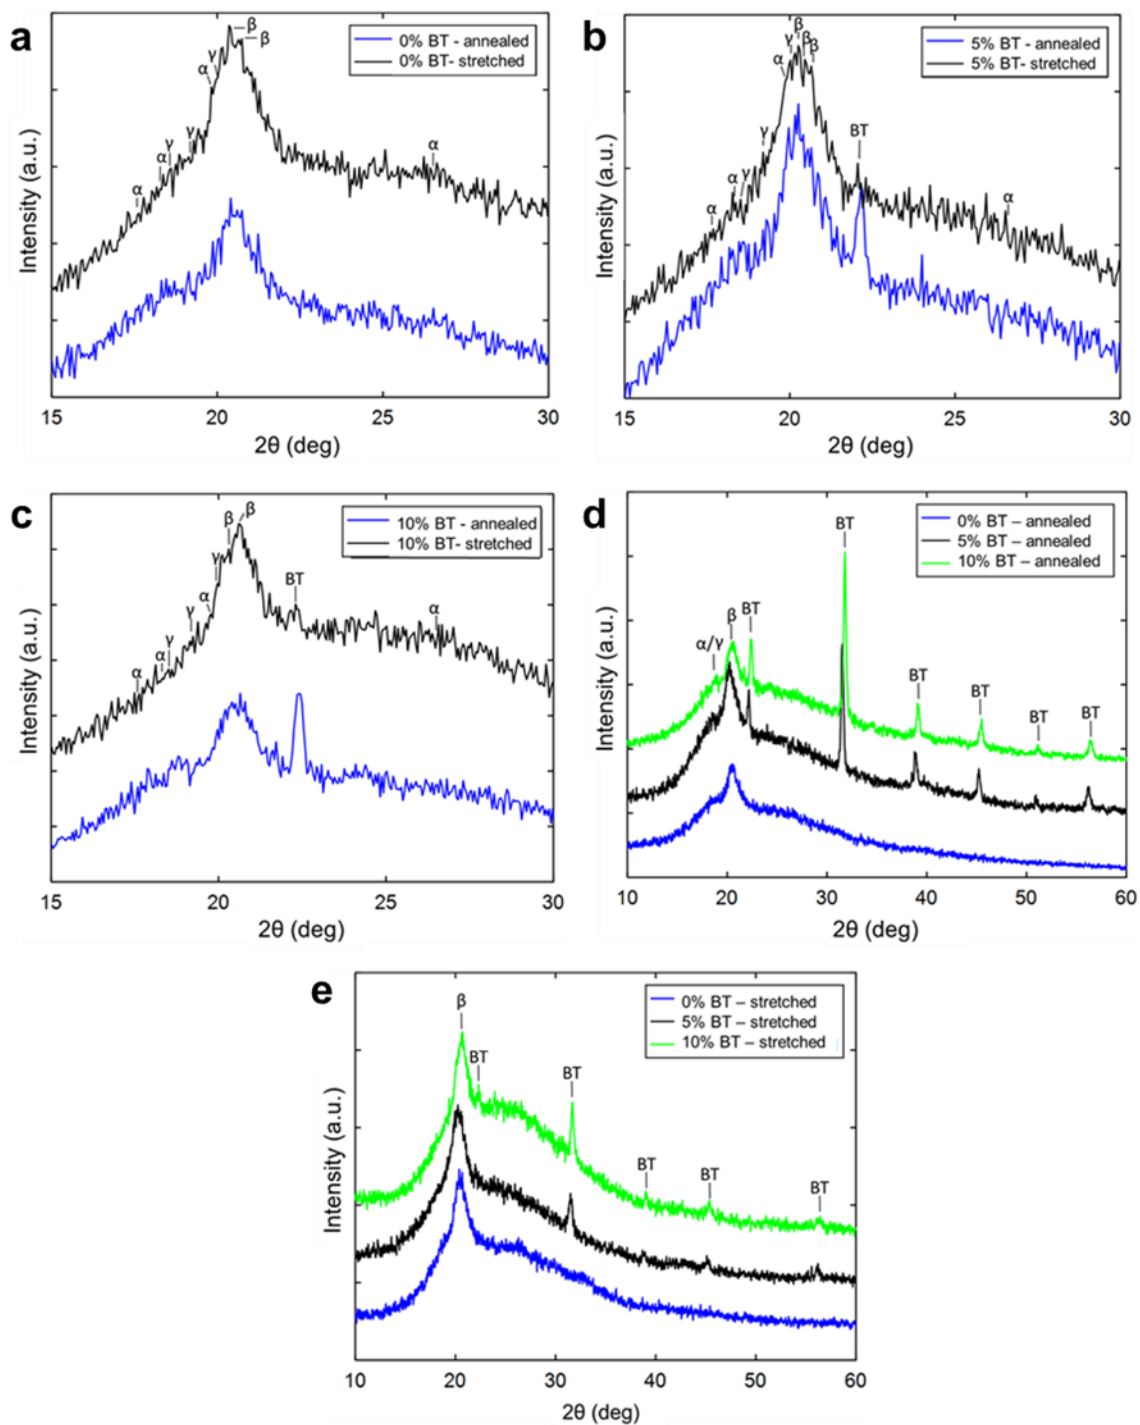 a
0% BT - annealed
0% BT- stretched
α
α
γ
γ
α
γ
β
β
α
Intensity (a.u.)
15
20
25
30
2θ (deg)
b
5% BT - annealed
5% BT- stretched
α
α
γ
γ
α
γ
β
β
β
BT
α
Intensity (a.u.)
15
20
25
30
2θ (deg)
c
10% BT - annealed
10% BT- stretched
α
α
γ
γ
α
γ
β
β
BT
α
Intensity (a.u.)
15
20
25
30
2θ (deg)
d
0% BT – annealed
5% BT – annealed
10% BT – annealed
α/γ
β
BT
BT
BT
BT
BT
BT
Intensity (a.u.)
10
20
30
40
50
60
2θ (deg)
e
0% BT – stretched
5% BT – stretched
10% BT – stretched
β
BT
BT
BT
BT
BT
Intensity (a.u.)
10
20
30
40
50
60
2θ (deg)